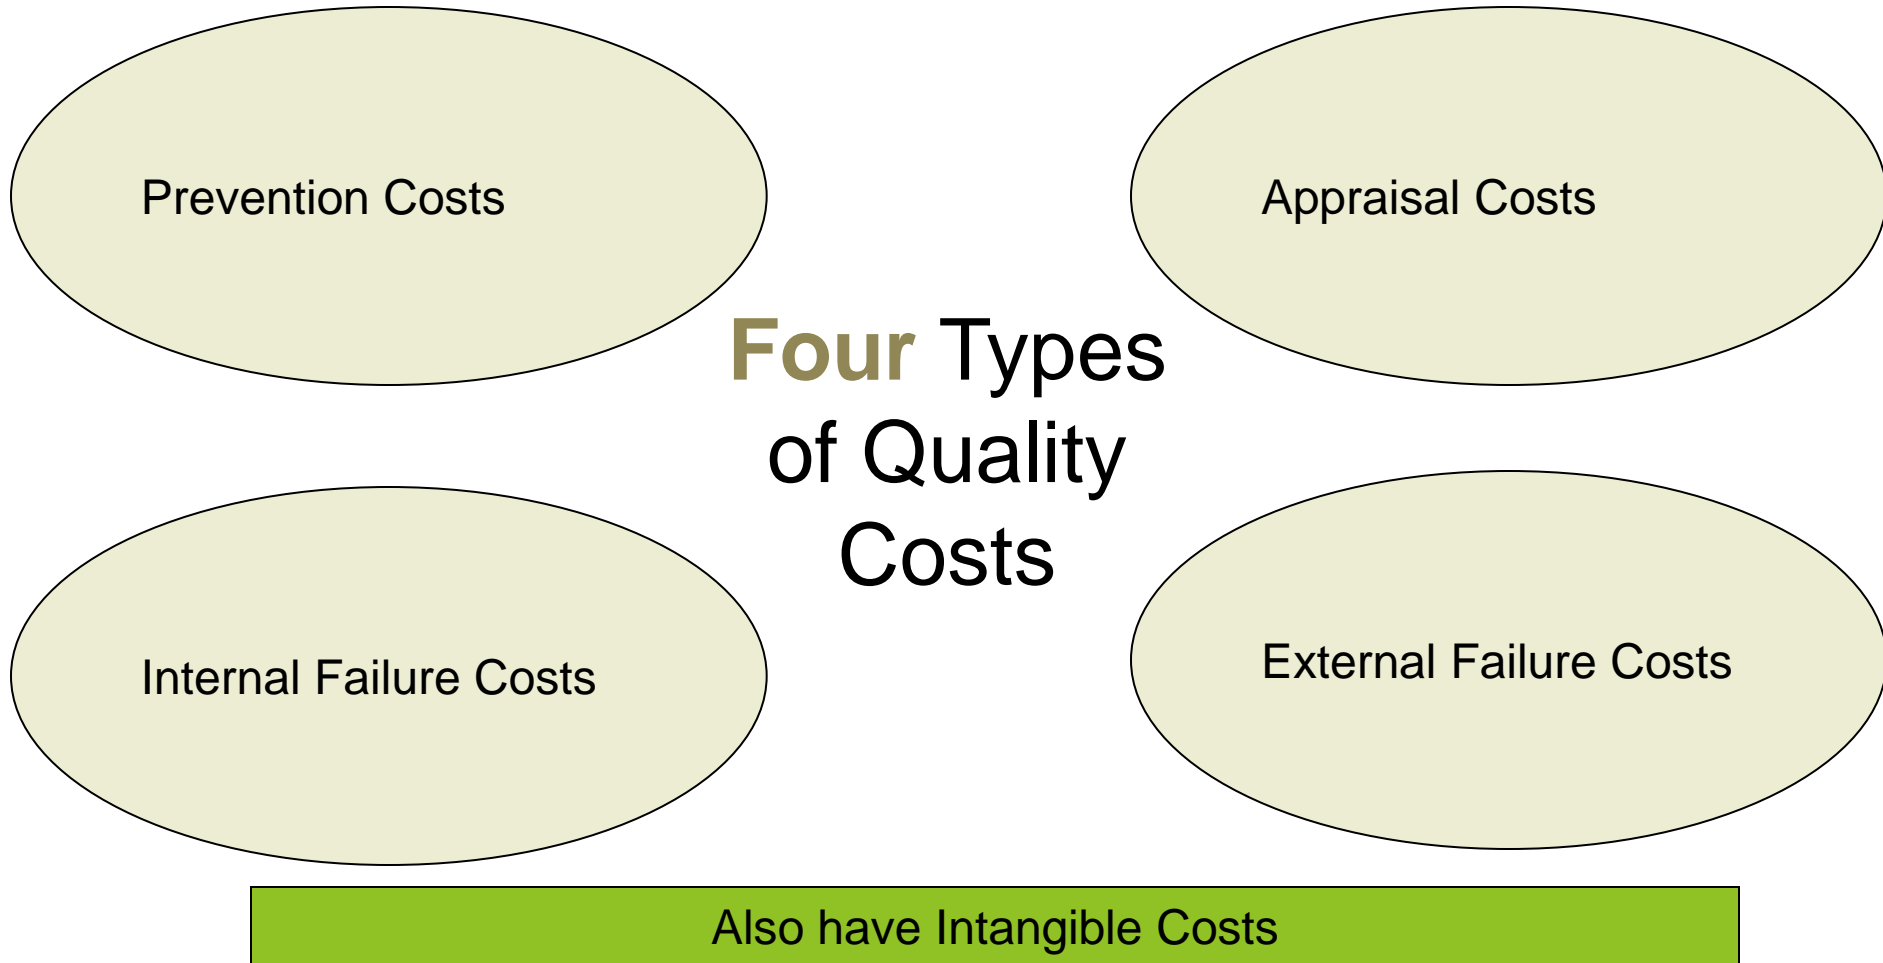 Prevention Costs
Appraisal Costs
Four Types
of Quality
Costs
Internal Failure Costs
External Failure Costs
Also have Intangible Costs